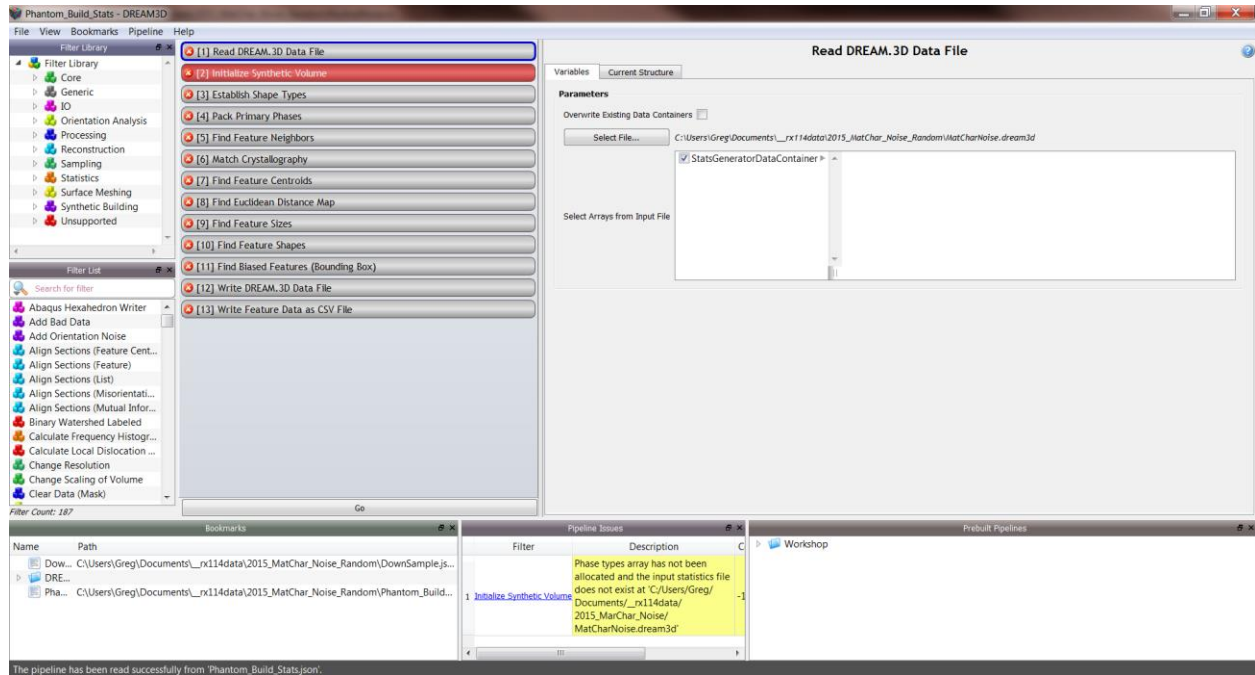 Phantom_Build_Stats - DREAM3D
File View Bookmarks Pipeline Help
Filter Library
Filter Library
Core
Generic
IO
Orientation Analysis
Processing
Reconstruction
Sampling
Statistics
Surface Meshing
Synthetic Building
Unsupported
Filter List
Search for filter
Abaqus Hexahedron Writer
Add Bad Data
Add Orientation Noise
Align Sections (Feature Cent...
Align Sections (Feature)
Align Sections (List)
Align Sections (Misorientati...
Align Sections (Mutual Infor...
Binary Watershed Labeled
Calculate Frequency Histogr...
Calculate Local Dislocation ...
Change Resolution
Change Scaling of Volume
Clear Data (Mask)
Filter Count: 187
[1] Read DREAM.3D Data File
[2] Initialize Synthetic Volume
[3] Establish Shape Types
[4] Pack Primary Phases
[5] Find Feature Neighbors
[6] Match Crystallography
[7] Find Feature Centroids
[8] Find Euclidean Distance Map
[9] Find Feature Sizes
[10] Find Feature Shapes
[11] Find Biased Features (Bounding Box)
[12] Write DREAM.3D Data File
[13] Write Feature Data as CSV File
Go
Read DREAM.3D Data File
Variables Current Structure
Parameters
Overwrite Existing Data Containers
Select File... C:\Users\Greg\Documents\__rx114data\2015_MatChar_Noise_Random\MatCharNoise.dream3d
StatsGeneratorDataContainer
Select Arrays from Input File
Bookmarks
Name Path
Dow... C:\Users\Greg\Documents\__rx114data\2015_MatChar_Noise_Random\DownSample.js...
DRE...
Pha... C:\Users\Greg\Documents\__rx114data\2015_MatChar_Noise_Random\Phantom_Build...
Pipeline Issues
Filter Description C
1 Initialize Synthetic Volume
Phase types array has not been
allocated and the input statistics file
does not exist at 'C:/Users/Greg/
Documents/__rx114data/
2015_MarChar_Noise/
MatCharNoise.dream3d'
-1
Prebuilt Pipelines
Workshop
The pipeline has been read successfully from 'Phantom_Build_Stats.json'.